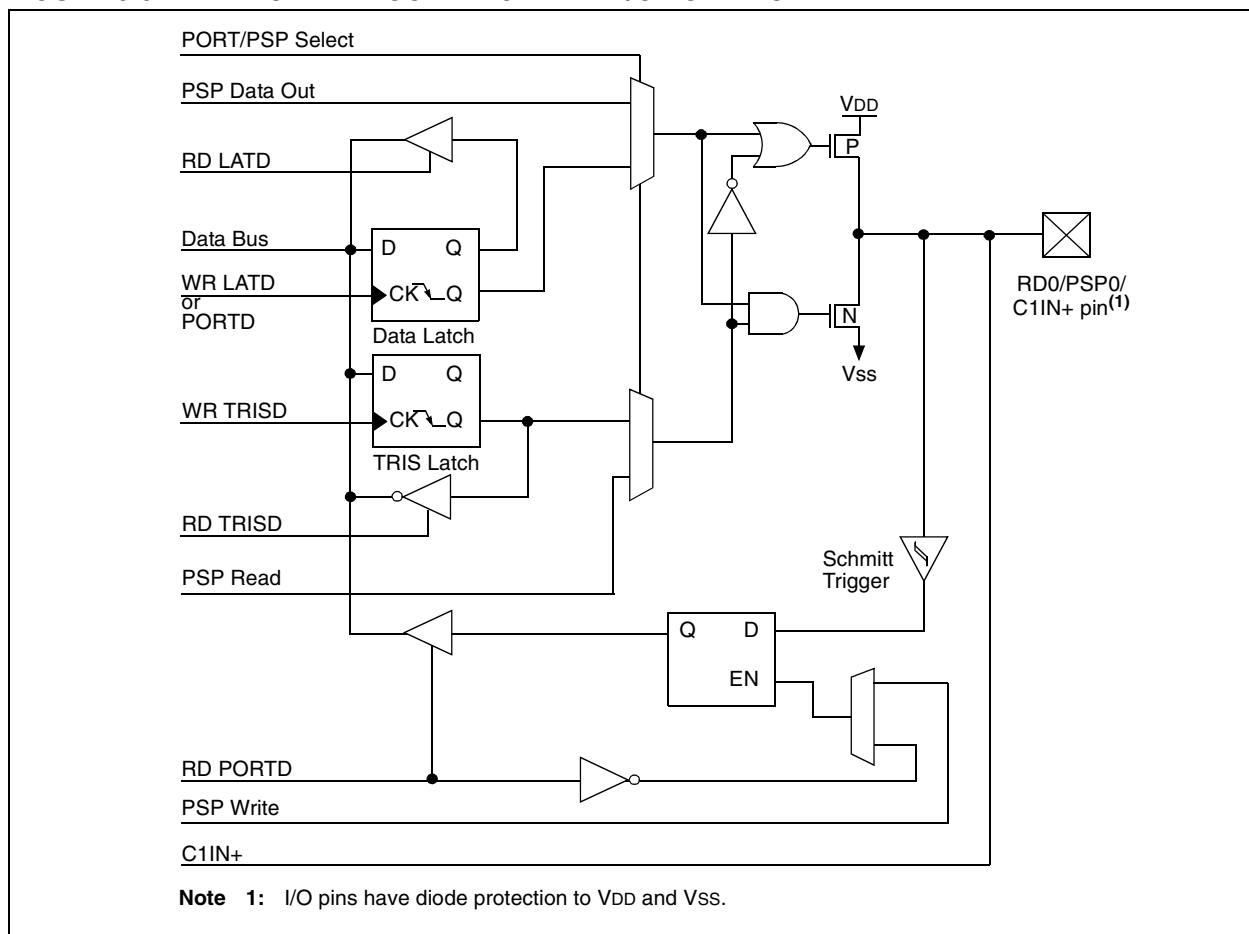 PORT/PSP Select
PSP Data Out
VDD
RD LATD
P
Data Bus
D Q
WR LATD
or
PORTD
CK Q
Data Latch
RD0/PSP0/
C1IN+ pin(1)
N
Vss
D Q
WR TRISD
CK Q
TRIS Latch
RD TRISD
Schmitt
Trigger
PSP Read
Q D
EN
RD PORTD
PSP Write
C1IN+
Note 1: I/O pins have diode protection to VDD and VSS.